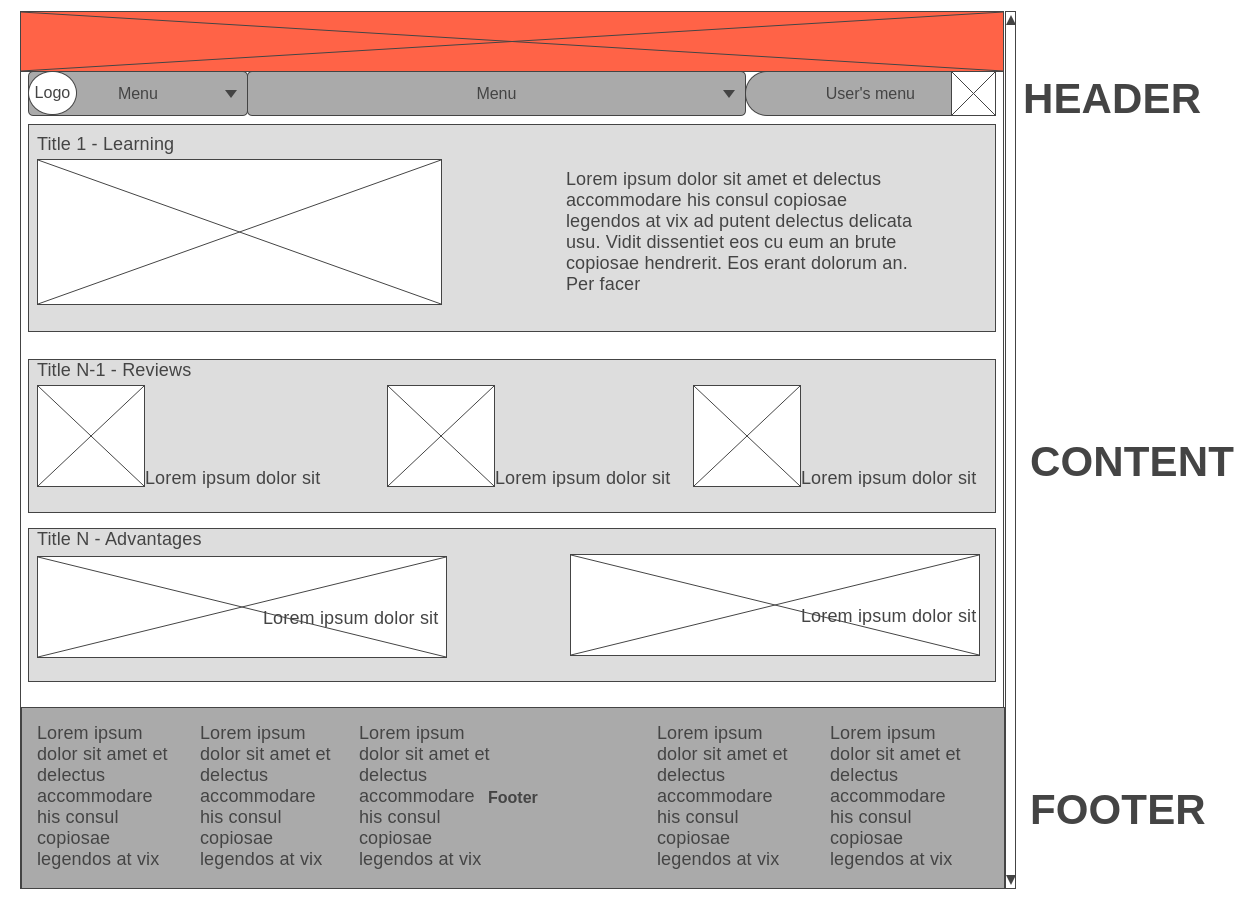 Logo
Menu
Menu
User's menu
HEADER
Title 1 - Learning
Lorem ipsum dolor sit amet et delectus
accommodare his consul copiosae
legendos at vix ad putent delectus delicata
usu. Vidit dissentiet eos cu eum an brute
copiosae hendrerit. Eos erant dolorum an.
Per facer
Title N-1 - Reviews
Lorem ipsum dolor sit
Lorem ipsum dolor sit
Lorem ipsum dolor sit
CONTENT
Title N - Advantages
Lorem ipsum dolor sit
Lorem ipsum dolor sit
Lorem ipsum
dolor sit amet et
delectus
accommodare
his consul
copiosae
legendos at vix
Lorem ipsum
dolor sit amet et
delectus
accommodare
his consul
copiosae
legendos at vix
Lorem ipsum
dolor sit amet et
delectus
accommodare
his consul
copiosae
legendos at vix
Footer
Lorem ipsum
dolor sit amet et
delectus
accommodare
his consul
copiosae
legendos at vix
Lorem ipsum
dolor sit amet et
delectus
accommodare
his consul
copiosae
legendos at vix
FOOTER